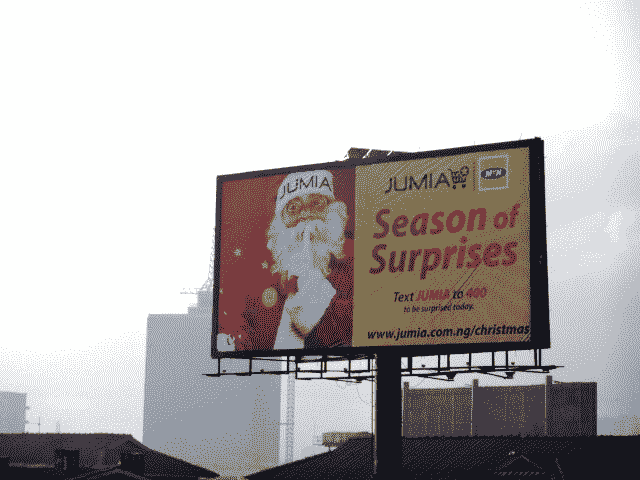 JUMIA
JUMIA
MTN
Season of
Surprises
Text JUMIA to 400
to be surprised today.
www.jumia.com.ng/christmas